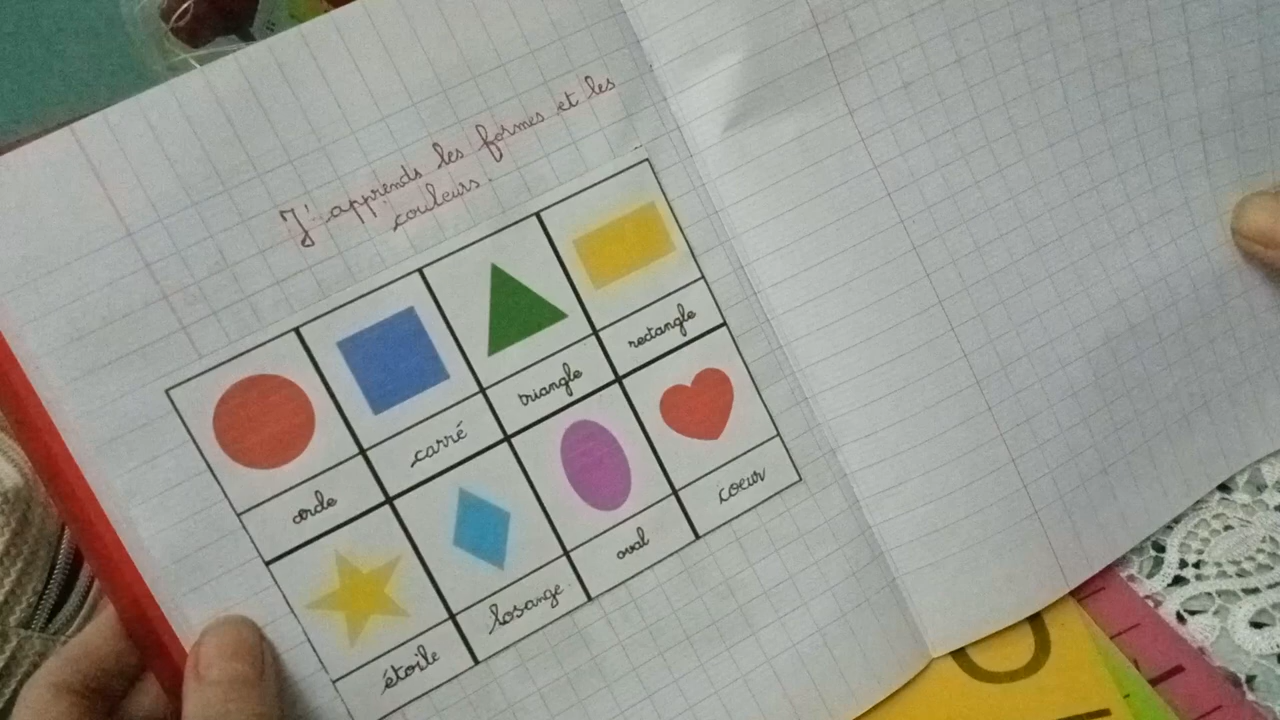 J'apprends les formes et les
couleurs.
cercle carré triangle rectangle
étoile losange oval coeur